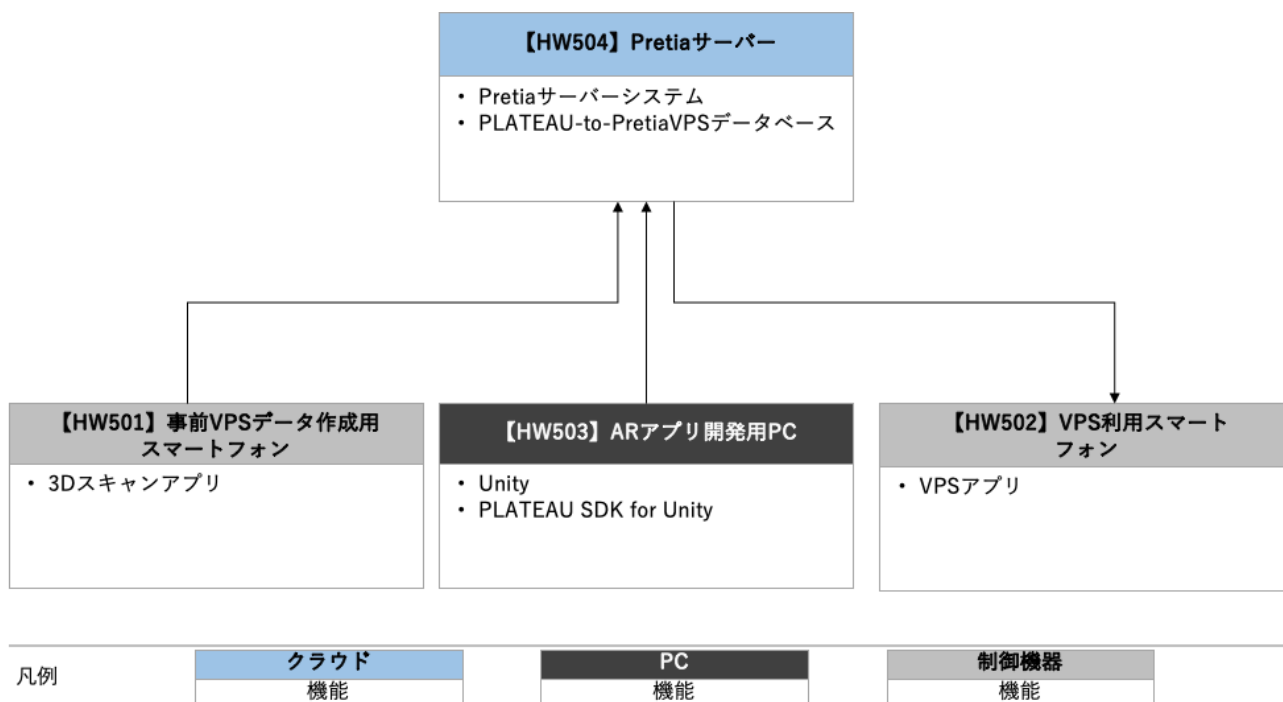 【HW504】Pretiaサーバー
• Pretiaサーバーシステム
• PLATEAU-to-PretiaVPSデータベース
【HW501】事前VPSデータ作成用
スマートフォン
• 3Dスキャンアプリ
【HW503】ARアプリ開発用PC
• Unity
• PLATEAU SDK for Unity
【HW502】VPS利用スマート
フォン
• VPSアプリ
凡例
クラウド
機能
PC
機能
制御機器
機能